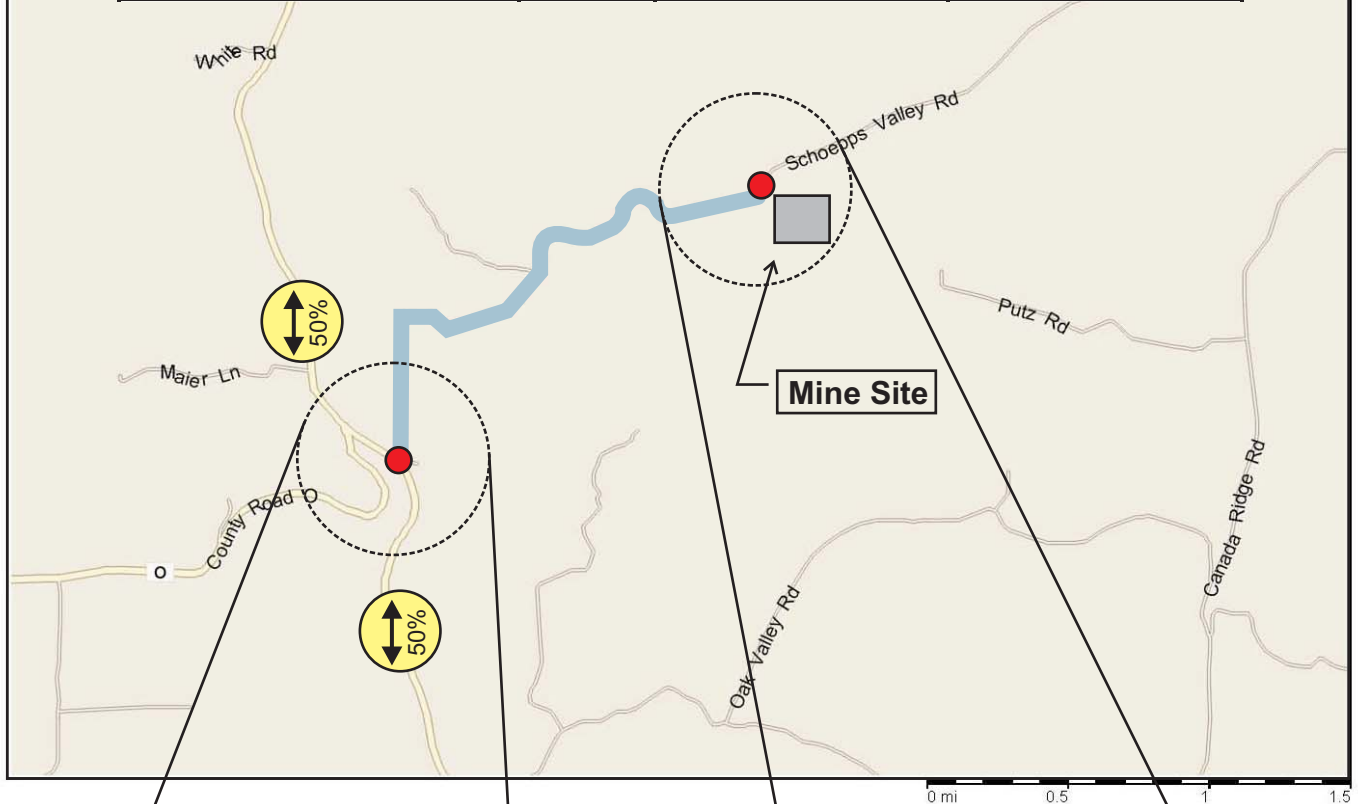 White Rd
Schoepps Valley Rd
50%
Putz Rd
Maier Ln
Mine Site
County Road O
O
Canada Ridge Rd
Oak Valley Rd
50%
0 mi 0.5 1 1.5